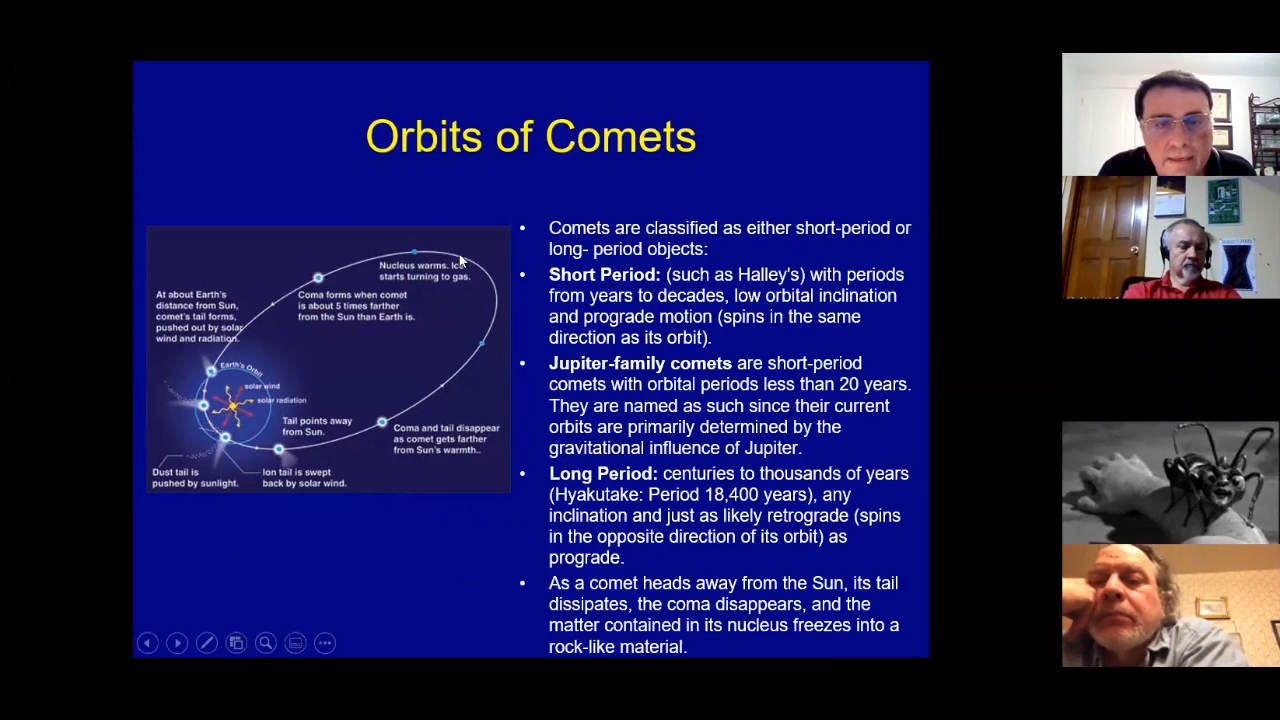 Orbits of Comets
Nucleus warms. Ice
starts turning to gas.
Coma forms when comet
is about 5 times farther
from the Sun than Earth is.
At about Earth's
distance from Sun,
comet's tail forms,
pushed out by solar
wind and radiation.
Earth's Orbit
solar wind
solar radiation
Tail points away
from Sun.
Coma and tail disappear
as comet gets farther
from Sun's warmth..
Dust tail is
pushed by sunlight.
Ion tail is swept
back by solar wind.
• Comets are classified as either short-period or
long- period objects:
• Short Period: (such as Halley's) with periods
from years to decades, low orbital inclination
and prograde motion (spins in the same
direction as its orbit).
• Jupiter-family comets are short-period
comets with orbital periods less than 20 years.
They are named as such since their current
orbits are primarily determined by the
gravitational influence of Jupiter.
• Long Period: centuries to thousands of years
(Hyakutake: Period 18,400 years), any
inclination and just as likely retrograde (spins
in the opposite direction of its orbit) as
prograde.
• As a comet heads away from the Sun, its tail
dissipates, the coma disappears, and the
matter contained in its nucleus freezes into a
rock-like material.